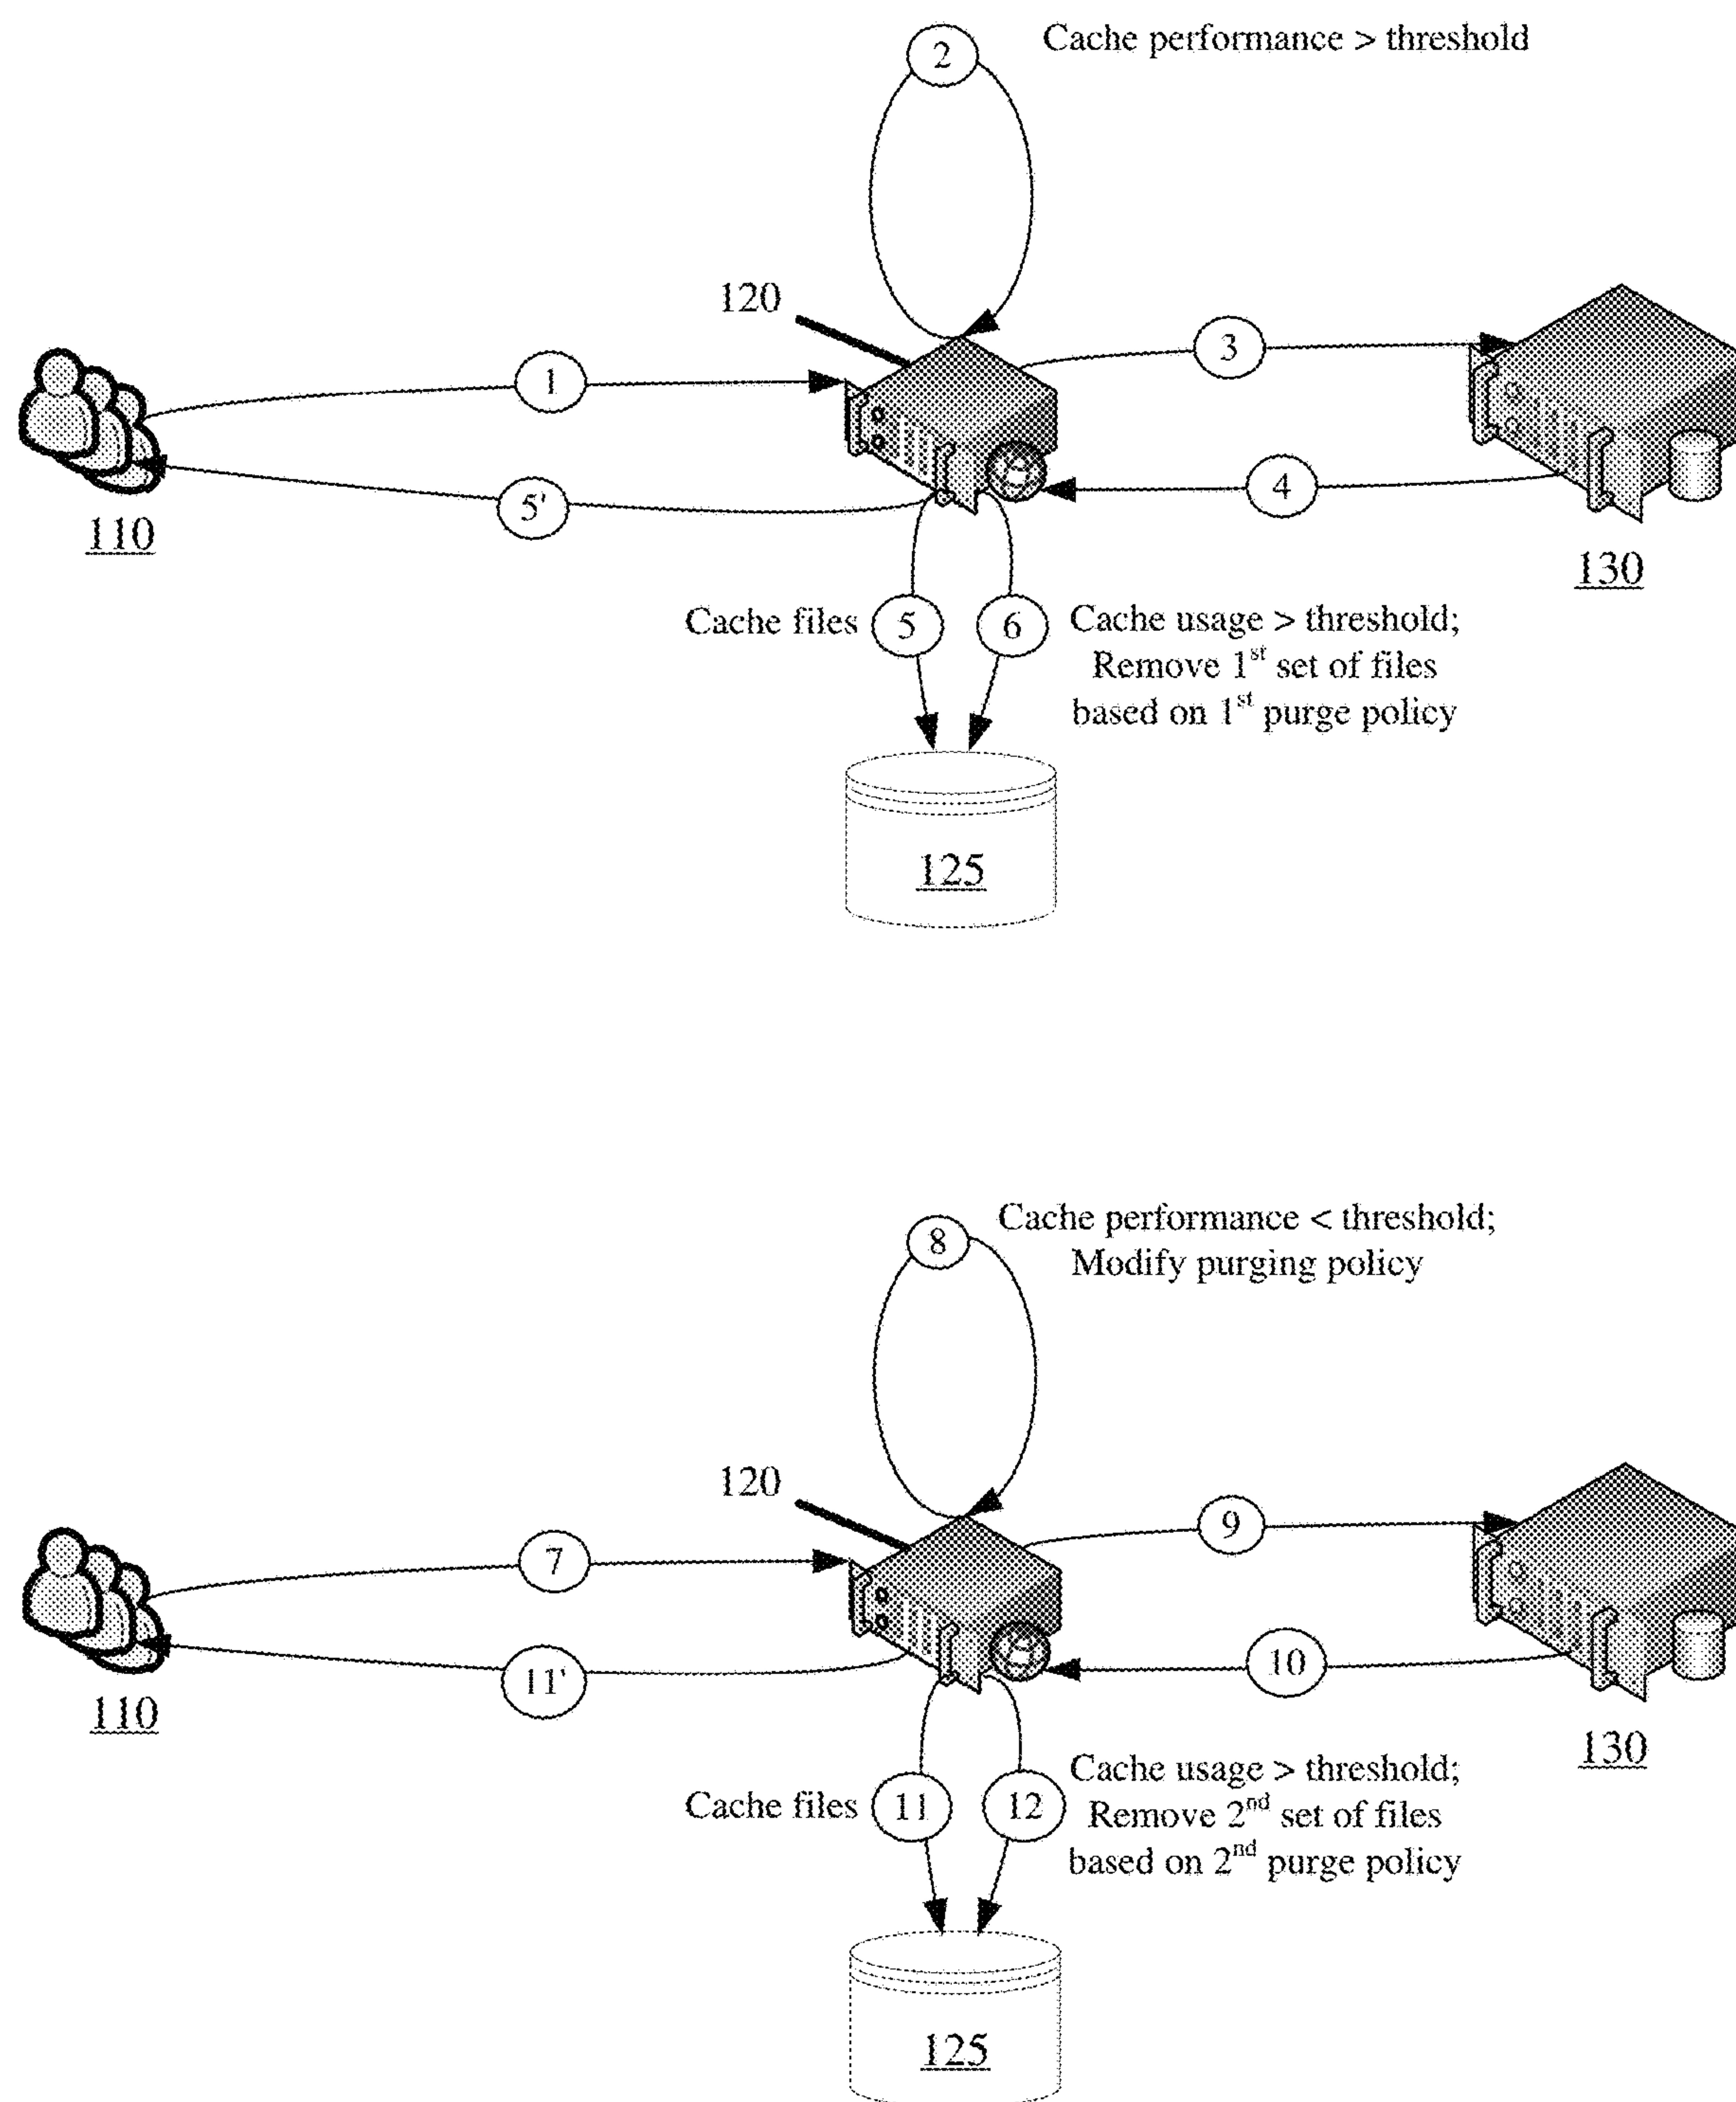 2
Cache performance > threshold
120
3
1
4
5'
110
130
Cache files
5
6
Cache usage > threshold;
Remove 1st set of files
based on 1st purge policy
125
8
Cache performance < threshold;
Modify purging policy
120
9
7
10
11'
110
130
Cache files
11
12
Cache usage > threshold;
Remove 2nd set of files
based on 2nd purge policy
125